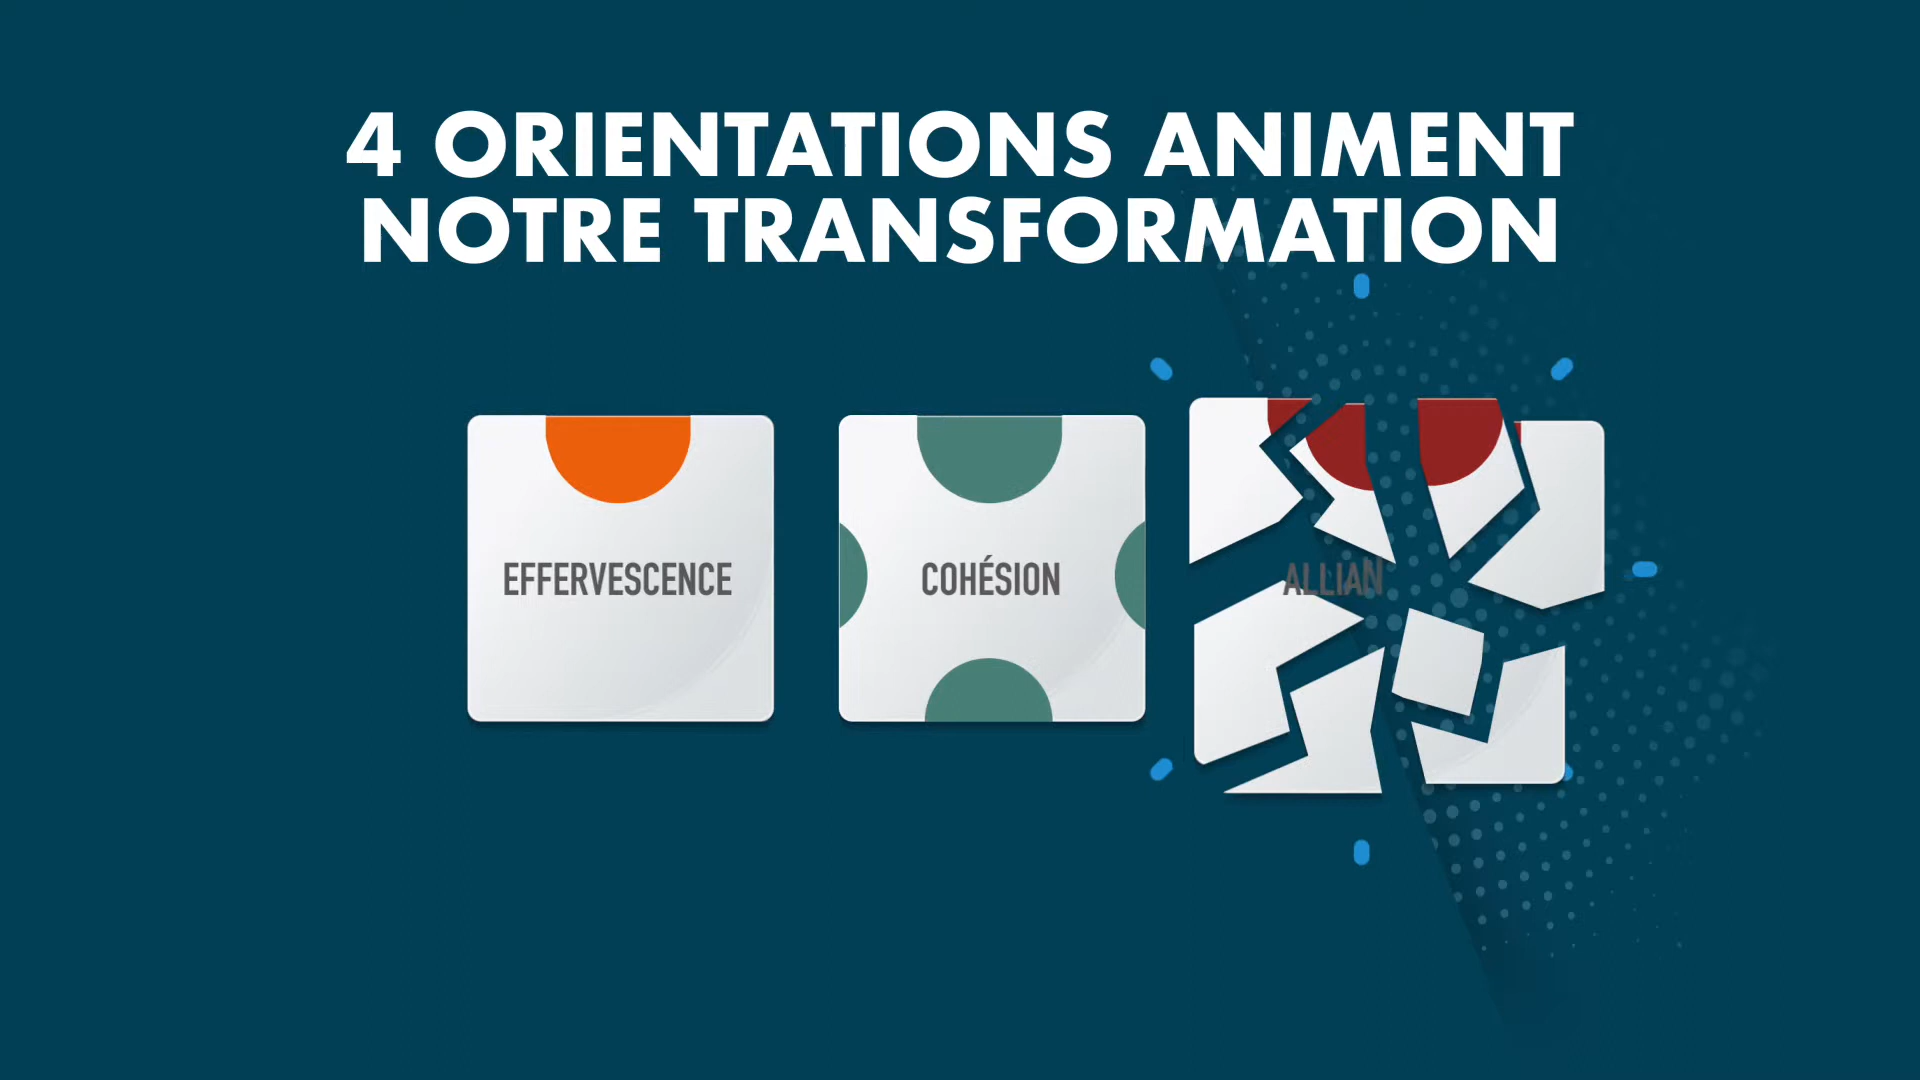 4 ORIENTATIONS ANIMENT
NOTRE TRANSFORMATION
EFFERVESCENCE
COHÉSION
ALLIAN